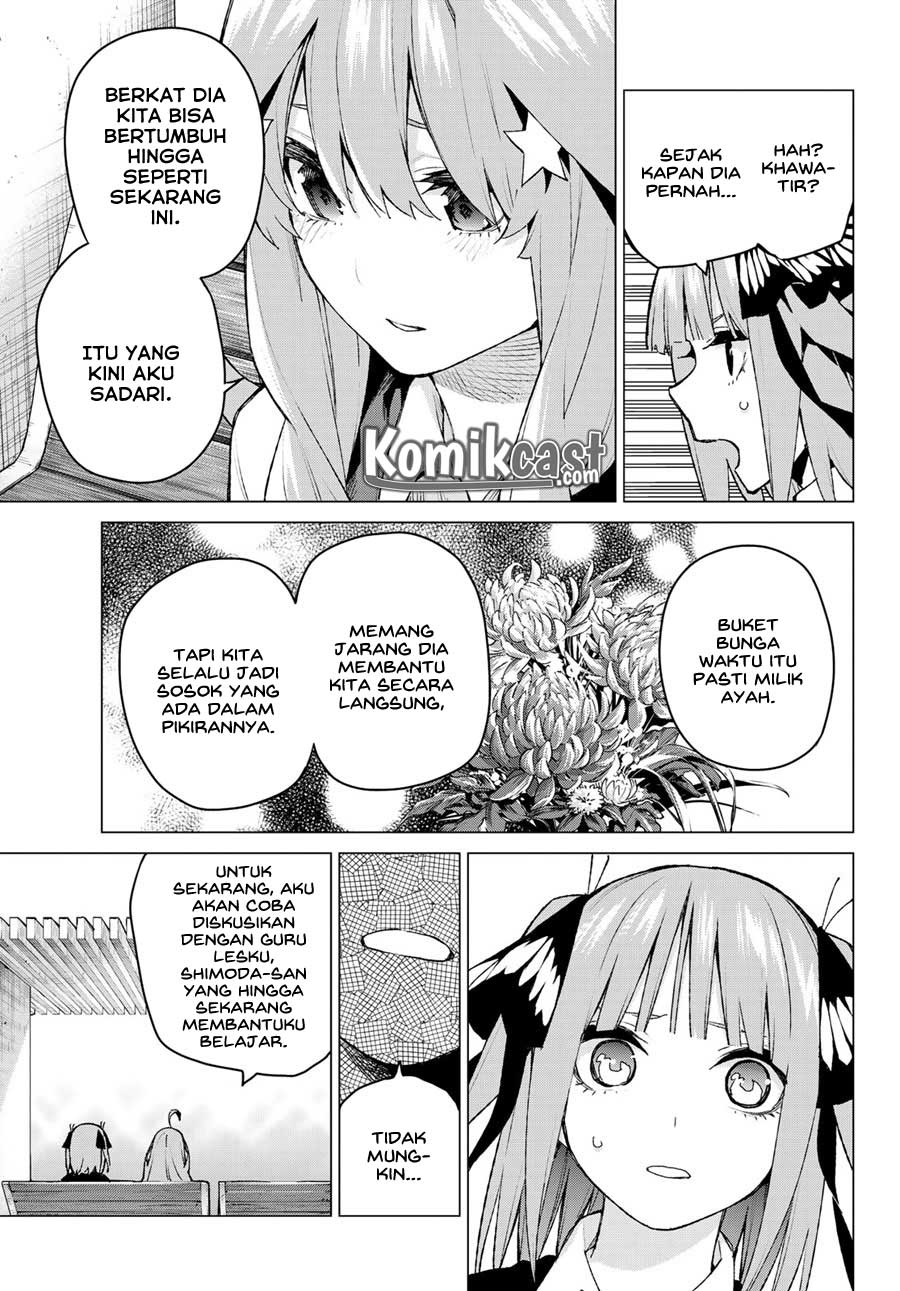 HAH?
KHAWA-
TIR?
SEJAK
KAPAN DIA
PERNAH...
BERKAT DIA
KITA BISA
BERTUMBUH
HINGGA
SEPERTI
SEKARANG
INI.
ITU YANG
KINI AKU
SADARI.
Komikcast
.com
BUKET
BUNGA
WAKTU ITU
PASTI MILIK
AYAH.
MEMANG
JARANG DIA
MEMBANTU
KITA SECARA
LANGSUNG,
TAPI KITA
SELALU JADI
SOSOK YANG
ADA DALAM
PIKIRANNYA.
TIDAK
MUNG-
KIN...
UNTUK
SEKARANG, AKU
AKAN COBA
DISKUSIKAN
DENGAN GURU
LESKU,
SHIMODA-SAN
YANG HINGGA
SEKARANG
MEMBANTUKU
BELAJAR.